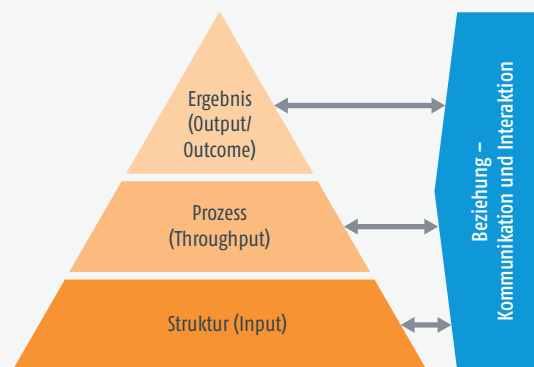 Ergebnis
(Output/
Outcome)
Prozess
(Throughput)
Struktur (Input)
Beziehung –
Kommunikation und Interaktion